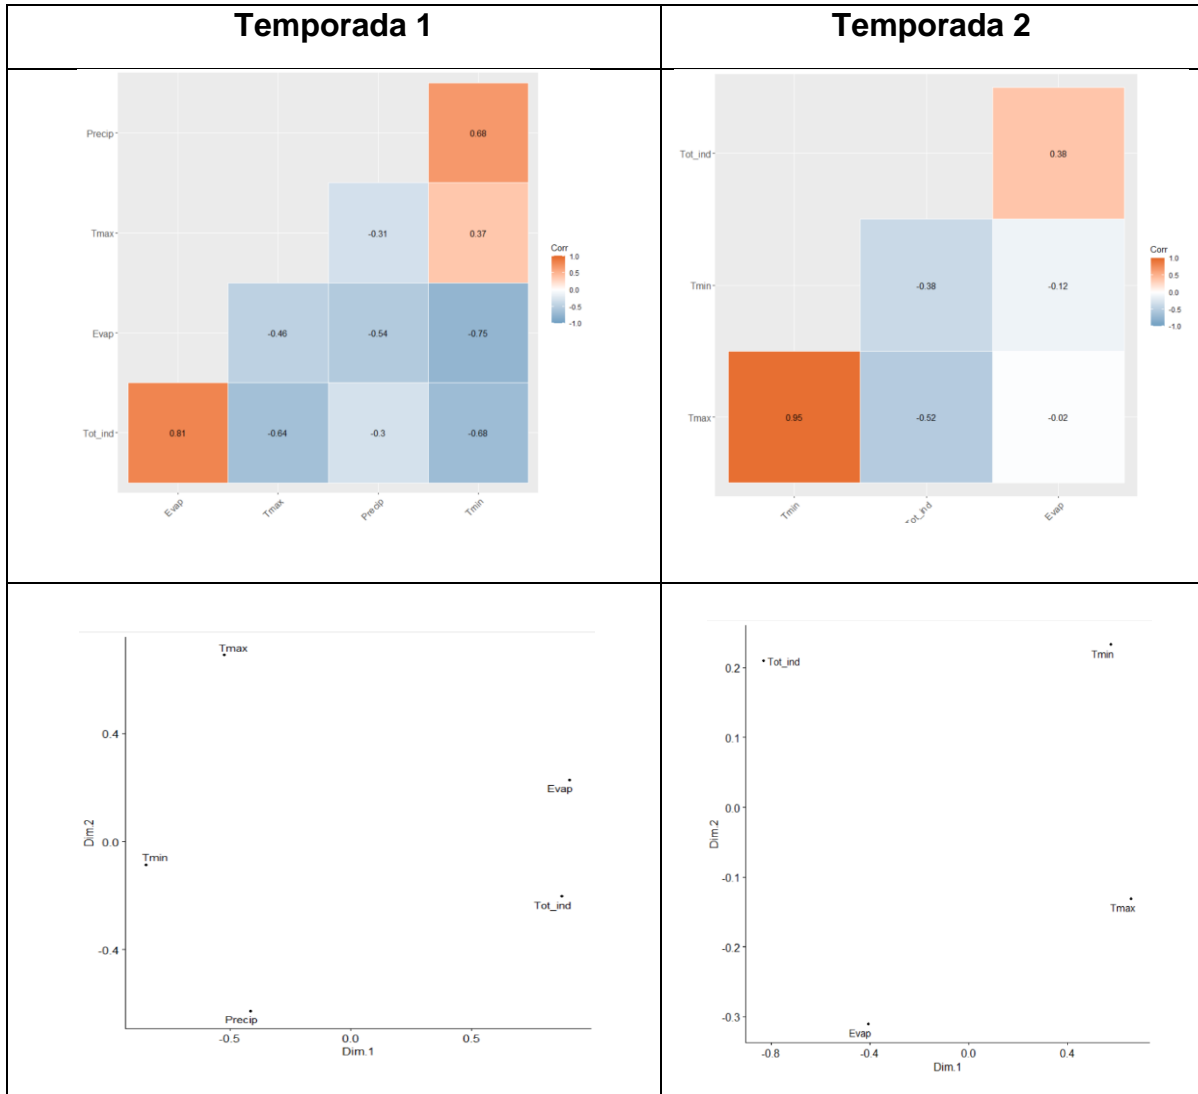 Temporada 1
Temporada 2
Precip
0.68
Tmax
-0.31
0.37
Evap
-0.46
-0.54
-0.75
Tot_ind
0.81
-0.64
-0.3
-0.68
Evap
Tmax
Precip
Tmin
Corr
1.0
0.5
0.0
-0.5
-1.0
Tot_ind
0.38
Tmin
-0.38
-0.12
Tmax
0.95
-0.52
-0.02
Tmin
Tot_ind
Evap
Corr
1.0
0.5
0.0
-0.5
-1.0
Tmax
0.4
Evap
Dim.2
0.0
Tmin
Tot_ind
-0.4
Precip
-0.5
0.0
0.5
Dim.1
0.2
Tot_ind
Tmin
0.1
0.0
Dim.2
-0.1
Tmax
-0.2
-0.3
Evap
-0.8
-0.4
0.0
0.4
Dim.1